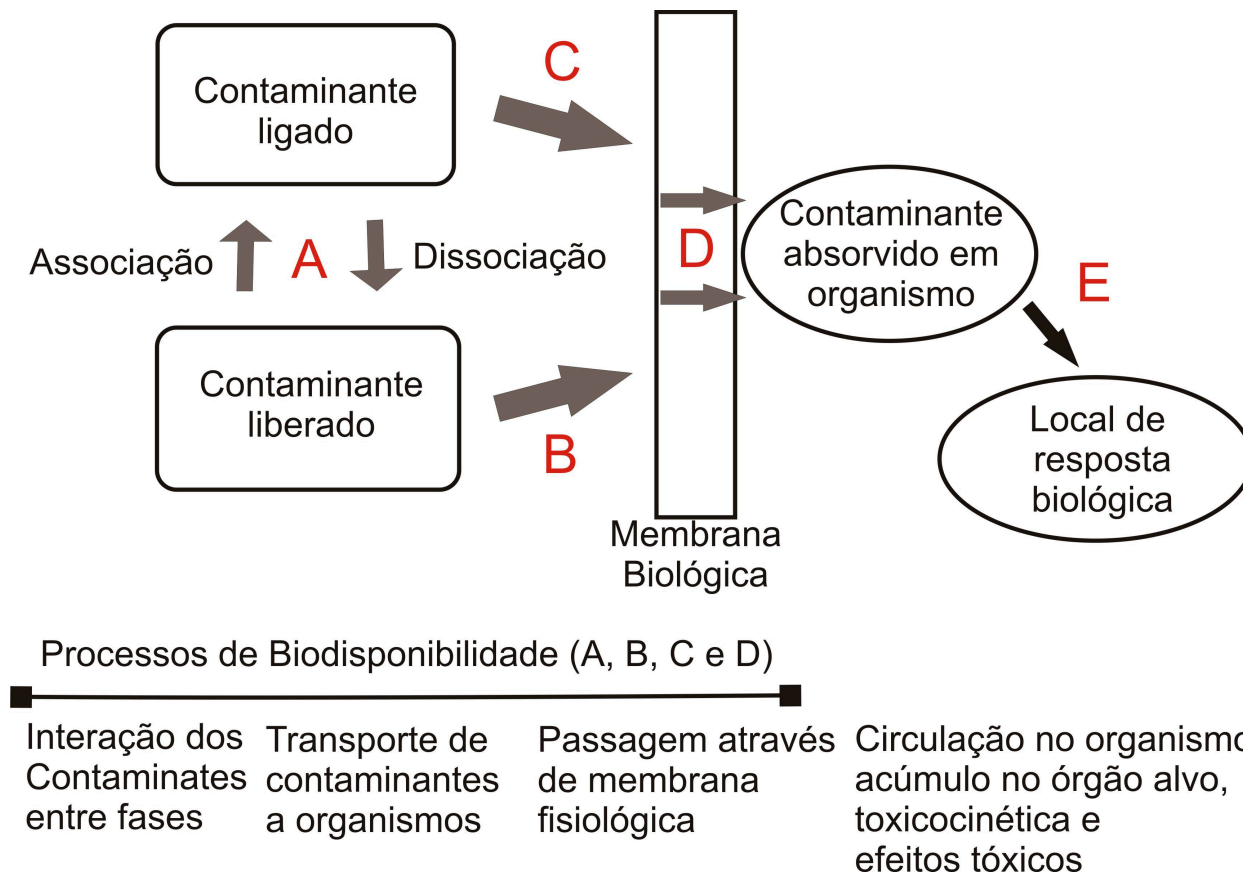 C
Contaminante
ligado
Associação
A
Dissociação
D
Contaminante
absorvido em
organismo
E
Contaminante
liberado
B
Local de
resposta
biológica
Membrana
Biológica
Processos de Biodisponibilidade (A, B, C e D)
Interação dos
Contaminates
entre fases
Transporte de
contaminantes
a organismos
Passagem através
de membrana
fisiológica
Circulação no organismo
acúmulo no órgão alvo,
toxicocinética e
efeitos tóxicos